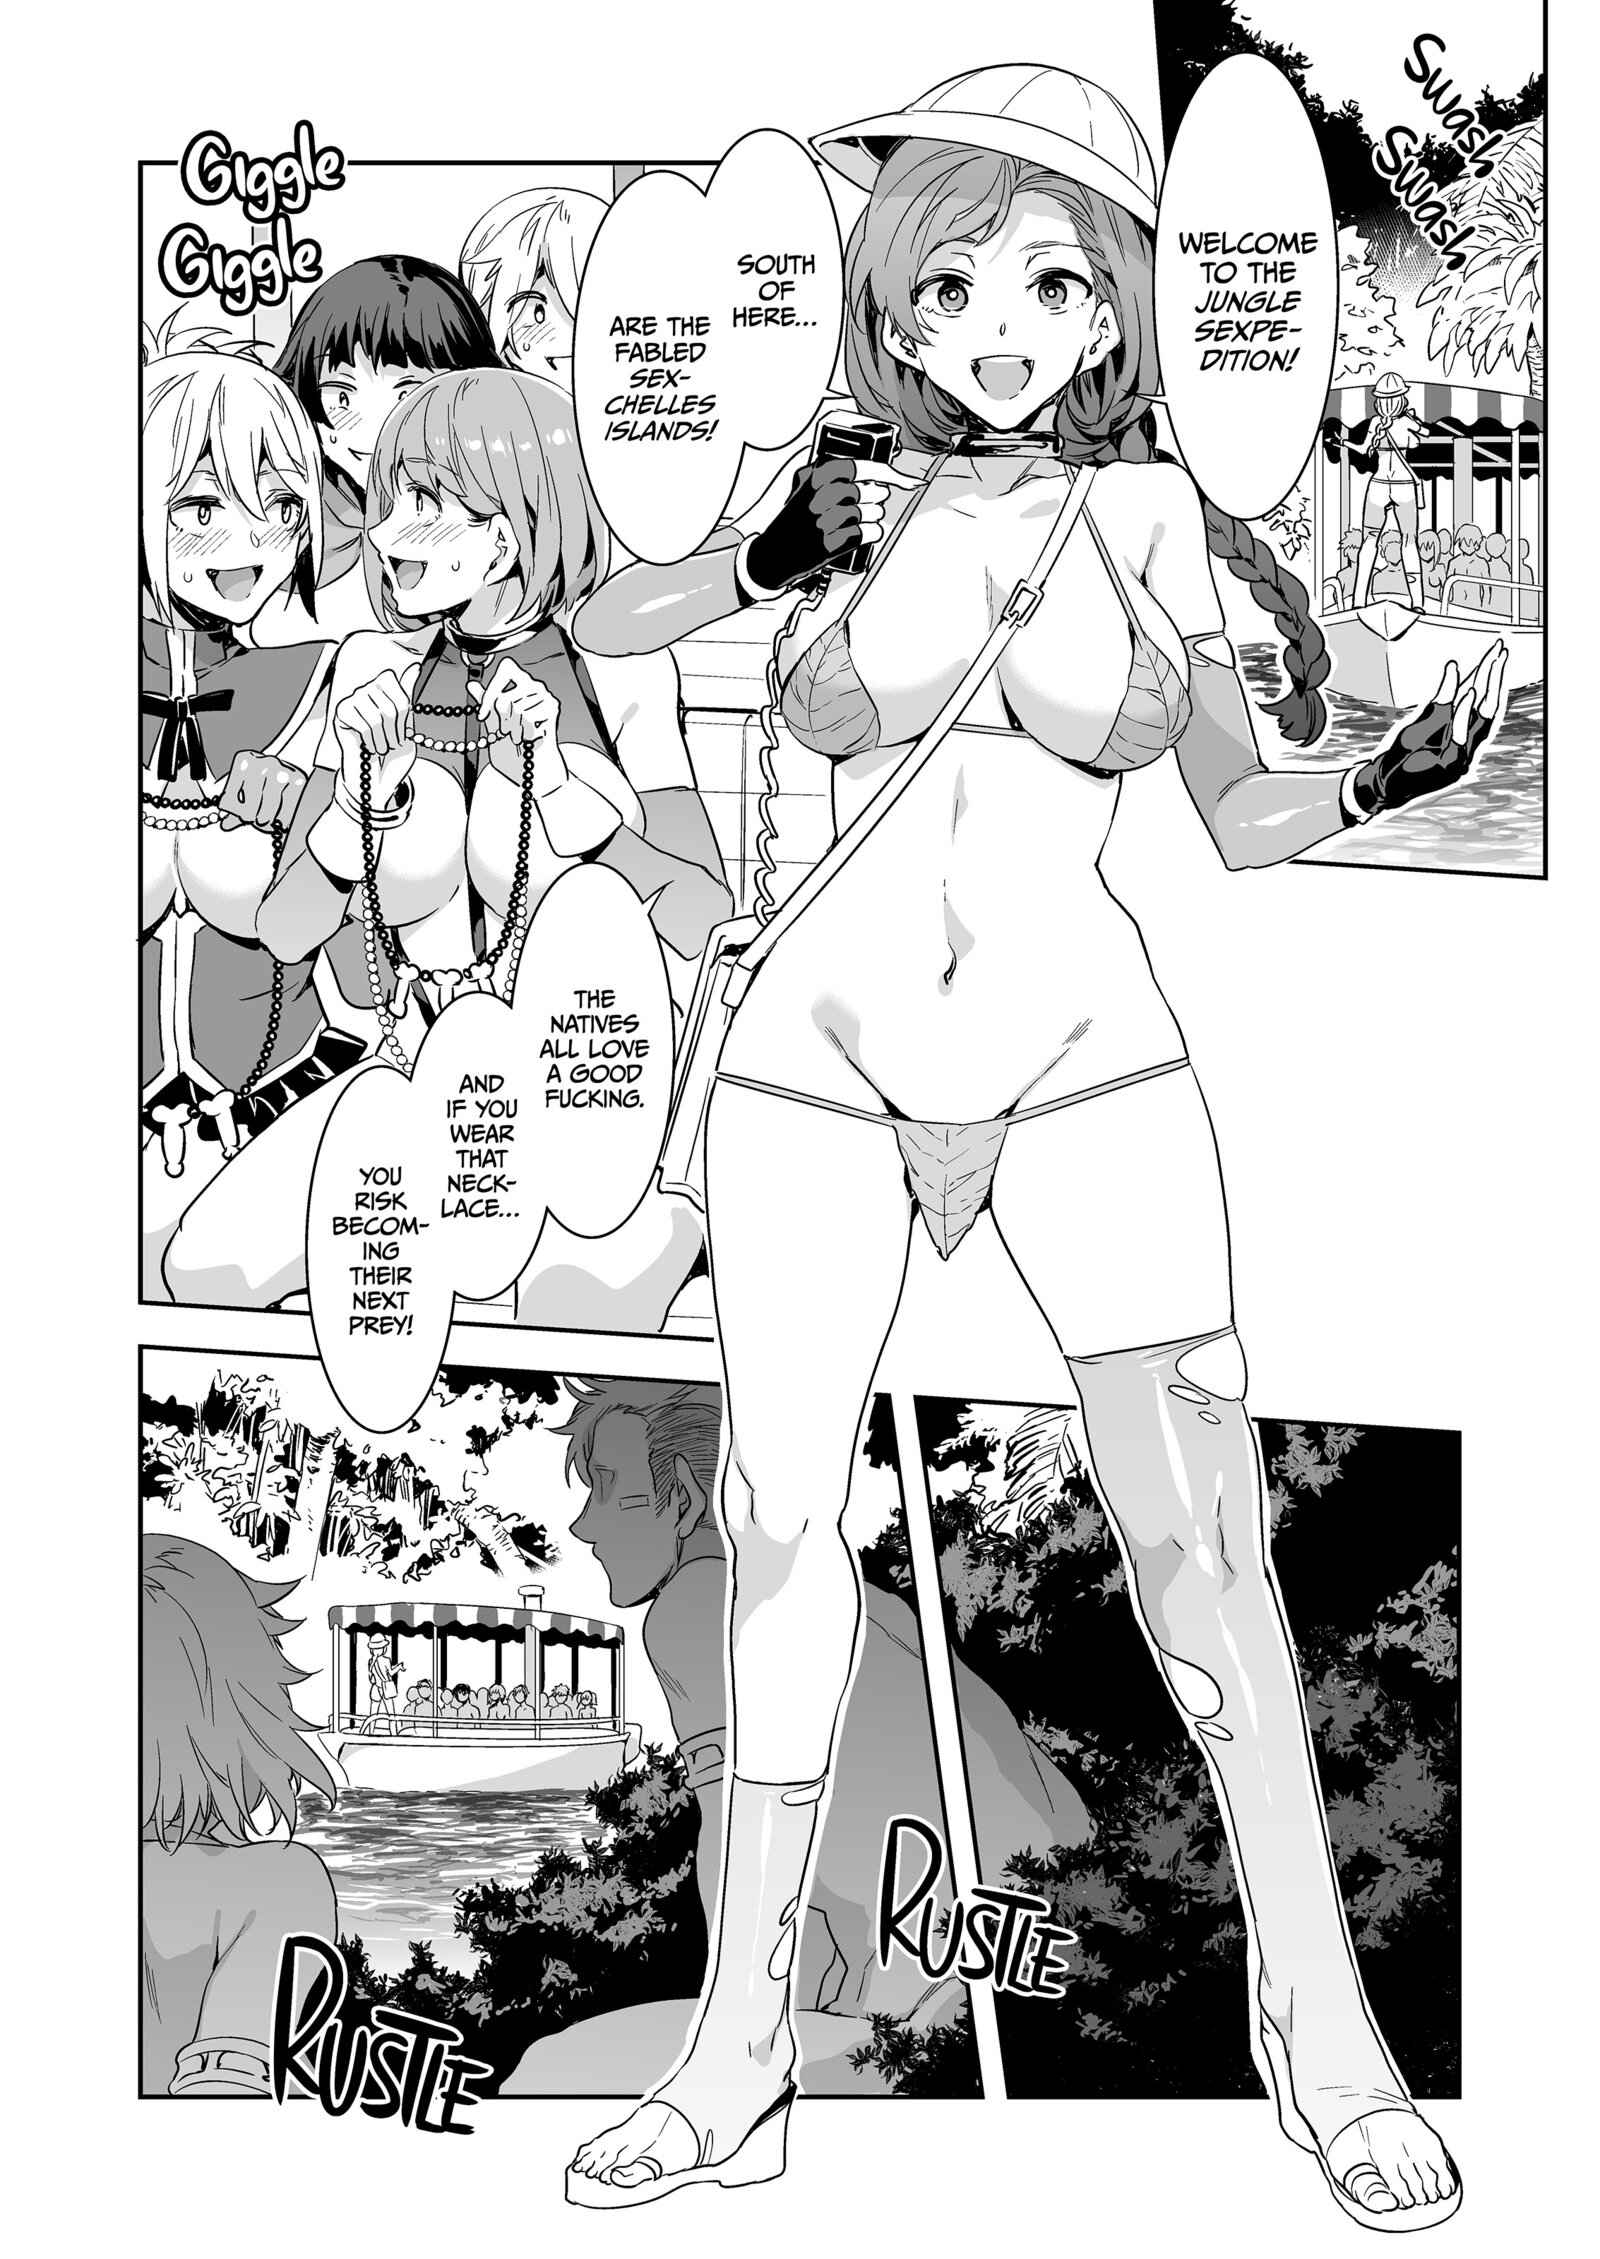 Swash
Swash
WELCOME
TO THE
JUNGLE
SEXPE-
DITION!
SOUTH
OF
HERE...
ARE THE
FABLED
SEX-
CHELLES
ISLANDS!
Giggle
Giggle
THE
NATIVES
ALL LOVE
A GOOD
FUCKING.
AND
IF YOU
WEAR
THAT
NECK-
LACE...
YOU
RISK
BECOM-
ING
THEIR
NEXT
PREY!
RUSTLE
RUSTLE